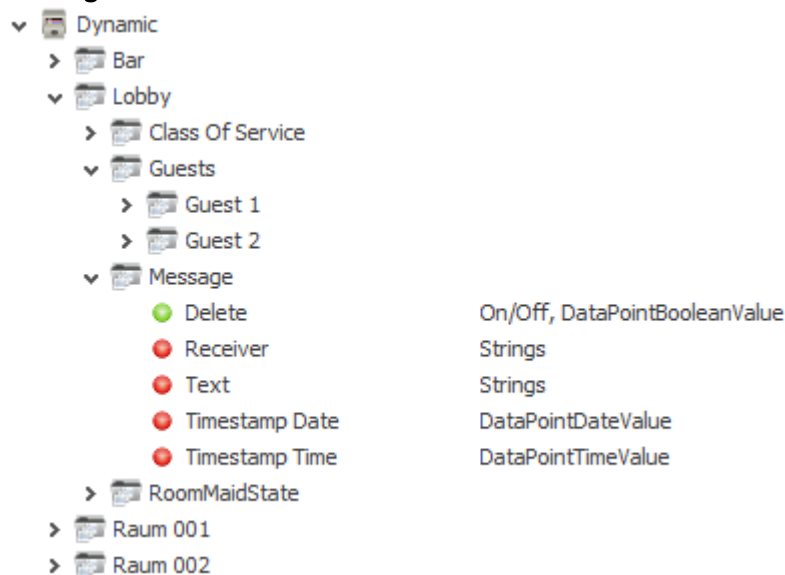 Dynamic
Bar
Lobby
Class Of Service
Guests
Guest 1
Guest 2
Message
Delete On/Off, DataPointBooleanValue
Receiver Strings
Text Strings
Timestamp Date DataPointDateValue
Timestamp Time DataPointTimeValue
RoomMaidState
Raum 001
Raum 002